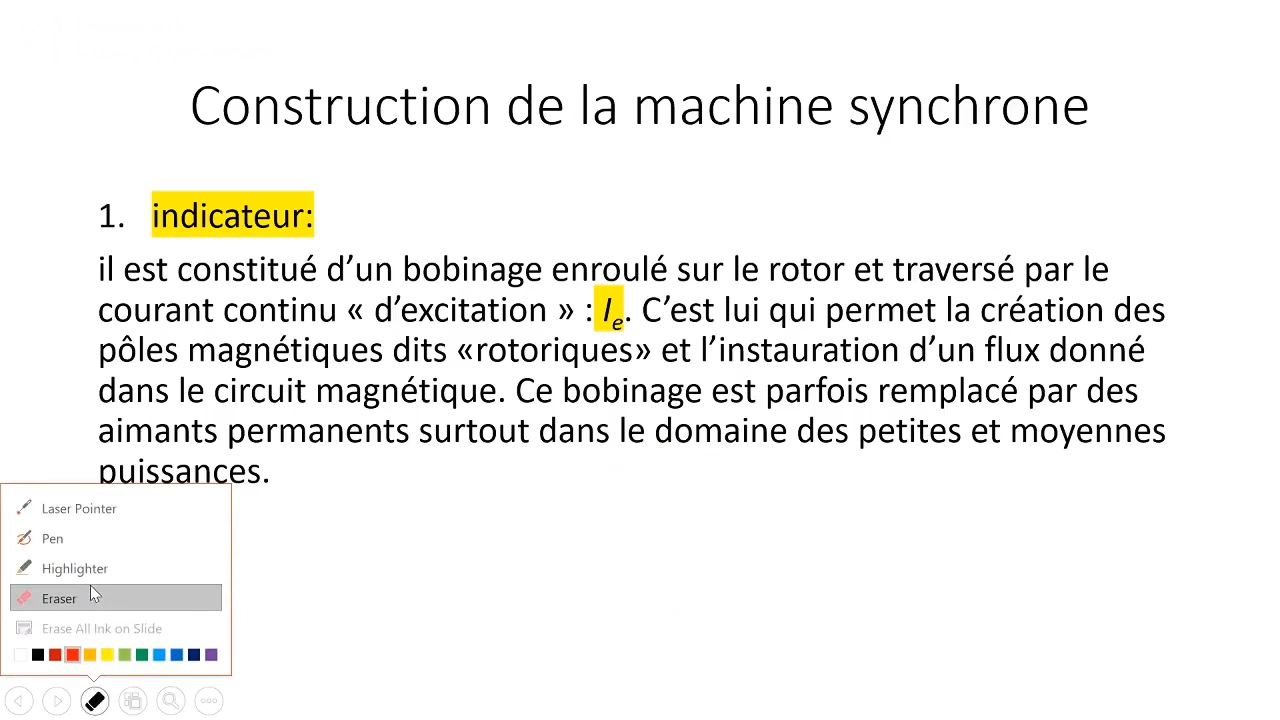 Construction de la machine synchrone
1. indicateur:
il est constitué d’un bobinage enroulé sur le rotor et traversé par le
courant continu « d’excitation » : Ie. C’est lui qui permet la création des
pôles magnétiques dits «rotoriques» et l’instauration d’un flux donné
dans le circuit magnétique. Ce bobinage est parfois remplacé par des
aimants permanents surtout dans le domaine des petites et moyennes
puissances.
Laser Pointer
Pen
Highlighter
Eraser
Erase All Ink on Slide